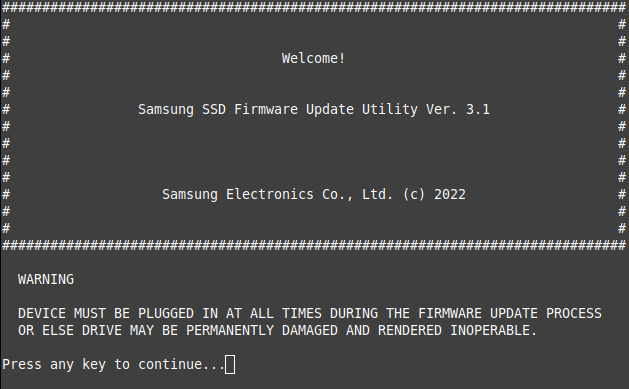 ##############################################################################
#                                                                            #
#                                                                            #
#                                  Welcome!                                  #
#                                                                            #
#                                                                            #
#                Samsung SSD Firmware Update Utility Ver. 3.1                #
#                                                                            #
#                                                                            #
#                                                                            #
#                                                                            #
#                   Samsung Electronics Co., Ltd. (c) 2022                   #
#                                                                            #
#                                                                            #
##############################################################################
WARNING
DEVICE MUST BE PLUGGED IN AT ALL TIMES DURING THE FIRMWARE UPDATE PROCESS
OR ELSE DRIVE MAY BE PERMANENTLY DAMAGED AND RENDERED INOPERABLE.
Press any key to continue...